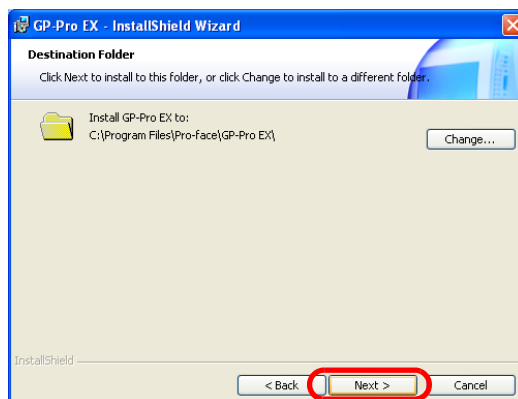 GP-Pro EX - InstallShield Wizard
Destination Folder
Click Next to install to this folder, or click Change to install to a different folder.
Install GP-Pro EX to:
C:\Program Files\Pro-face\GP-Pro EX\
Change...
InstallShield
< Back
Next >
Cancel